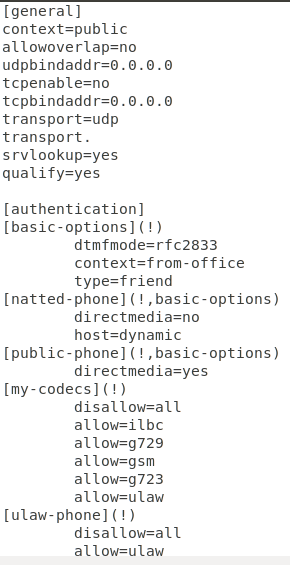 [general]
context=public
allowoverlap=no
udpbindaddr=0.0.0.0
tcpenable=no
tcpbindaddr=0.0.0.0
transport=udp
transport.
srvlookup=yes
qualify=yes

[authentication]
[basic-options](!)
        dtmfmode=rfc2833
        context=from-office
        type=friend
[natted-phone](!,basic-options)
        directmedia=no
        host=dynamic
[public-phone](!,basic-options)
        directmedia=yes
[my-codecs](!)
        disallow=all
        allow=ilbc
        allow=g729
        allow=gsm
        allow=g723
        allow=ulaw
[ulaw-phone](!)
        disallow=all
        allow=ulaw